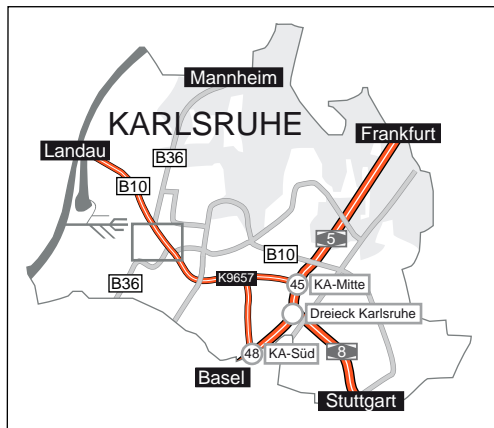 Mannheim
KARLSRUHE
Frankfurt
Landau
B36
B10
5
B10
K9657
45 KA-Mitte
B36
Dreieck Karlsruhe
48 KA-Süd
8
Basel
Stuttgart